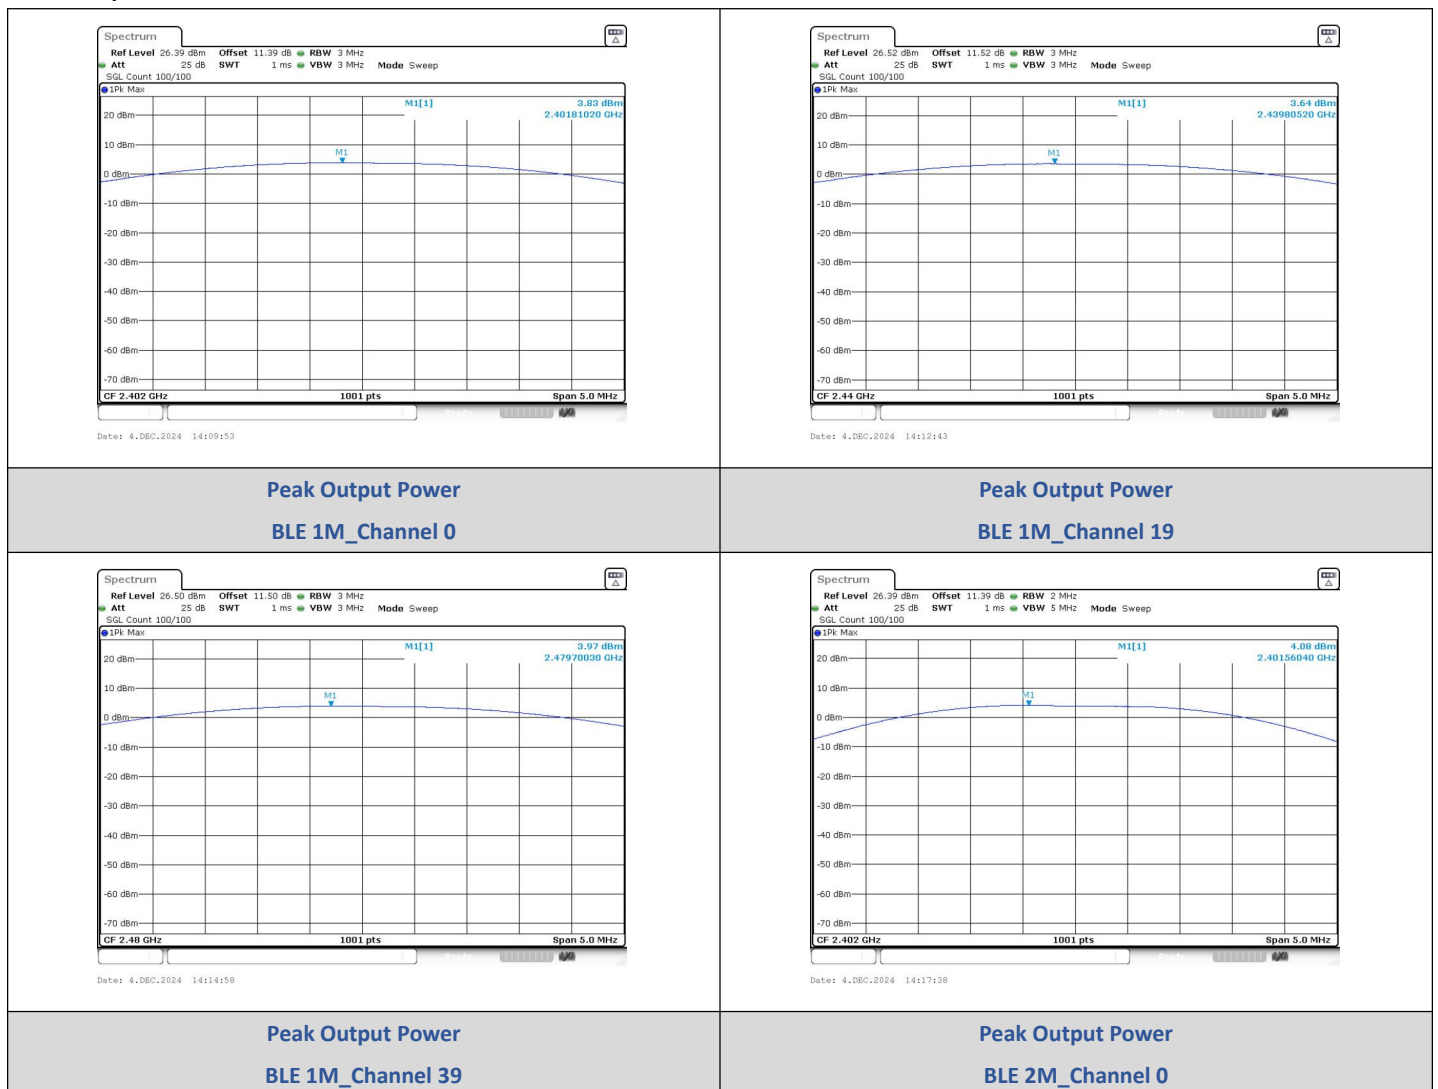 Spectrum
Ref Level 26.39 dBm Offset 11.39 dB RBW 3 MHz
Att 25 dB SWT 1 ms VBW 3 MHz Mode Sweep
SGL Count 100/100
1Pk Max
M1[1] 3.83 dBm
2.40181020 GHz
20 dBm
10 dBm
M1
0 dBm
-10 dBm
-20 dBm
-30 dBm
-40 dBm
-50 dBm
-60 dBm
-70 dBm
CF 2.402 GHz 1001 pts Span 5.0 MHz
Date: 4.DEC.2024 14:09:53
Peak Output Power
BLE 1M_Channel 0
Spectrum
Ref Level 26.52 dBm Offset 11.52 dB RBW 3 MHz
Att 25 dB SWT 1 ms VBW 3 MHz Mode Sweep
SGL Count 100/100
1Pk Max
M1[1] 3.64 dBm
2.43980520 GHz
20 dBm
10 dBm
M1
0 dBm
-10 dBm
-20 dBm
-30 dBm
-40 dBm
-50 dBm
-60 dBm
-70 dBm
CF 2.44 GHz 1001 pts Span 5.0 MHz
Date: 4.DEC.2024 14:12:43
Peak Output Power
BLE 1M_Channel 19
Spectrum
Ref Level 26.50 dBm Offset 11.50 dB RBW 3 MHz
Att 25 dB SWT 1 ms VBW 3 MHz Mode Sweep
SGL Count 100/100
1Pk Max
M1[1] 3.97 dBm
2.47970030 GHz
20 dBm
10 dBm
M1
0 dBm
-10 dBm
-20 dBm
-30 dBm
-40 dBm
-50 dBm
-60 dBm
-70 dBm
CF 2.48 GHz 1001 pts Span 5.0 MHz
Date: 4.DEC.2024 14:14:58
Peak Output Power
BLE 1M_Channel 39
Spectrum
Ref Level 26.39 dBm Offset 11.39 dB RBW 2 MHz
Att 25 dB SWT 1 ms VBW 5 MHz Mode Sweep
SGL Count 100/100
1Pk Max
M1[1] 4.08 dBm
2.40156040 GHz
20 dBm
10 dBm
M1
0 dBm
-10 dBm
-20 dBm
-30 dBm
-40 dBm
-50 dBm
-60 dBm
-70 dBm
CF 2.402 GHz 1001 pts Span 5.0 MHz
Date: 4.DEC.2024 14:17:38
Peak Output Power
BLE 2M_Channel 0